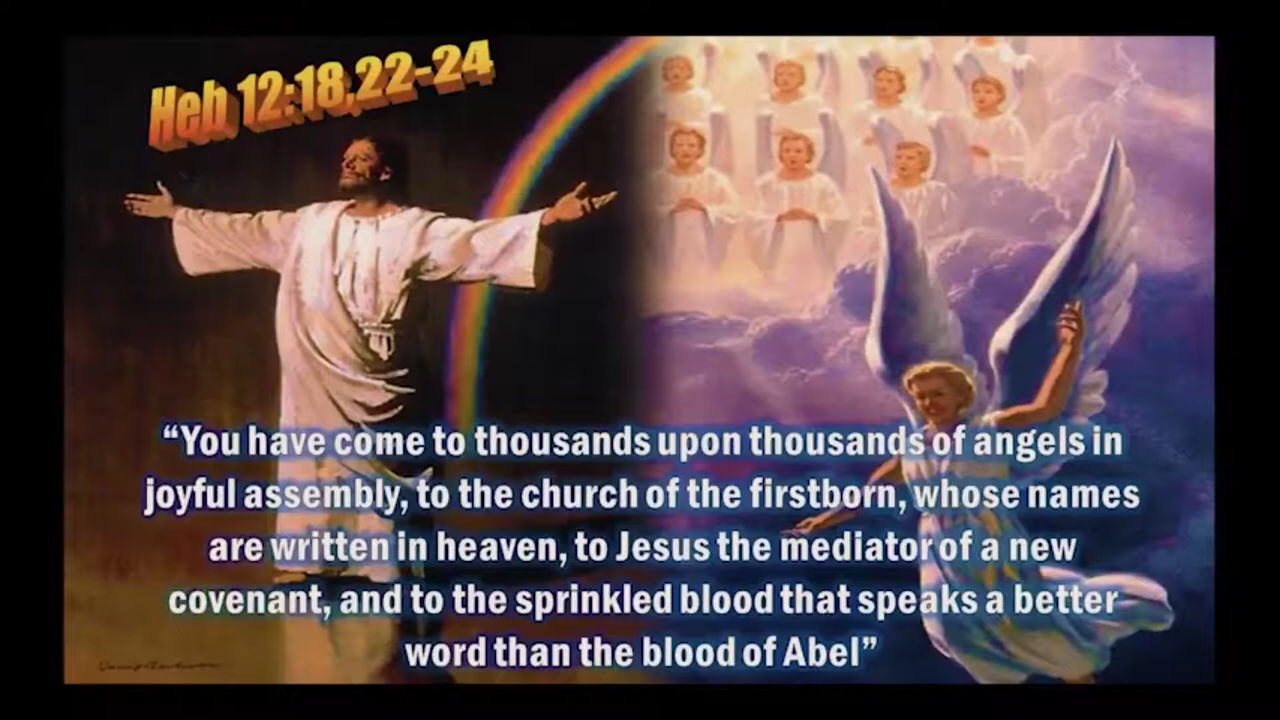 Heb 12:18,22-24
“You have come to thousands upon thousands of angels in
joyful assembly, to the church of the firstborn, whose names
are written in heaven, to Jesus the mediator of a new
covenant, and to the sprinkled blood that speaks a better
word than the blood of Abel”